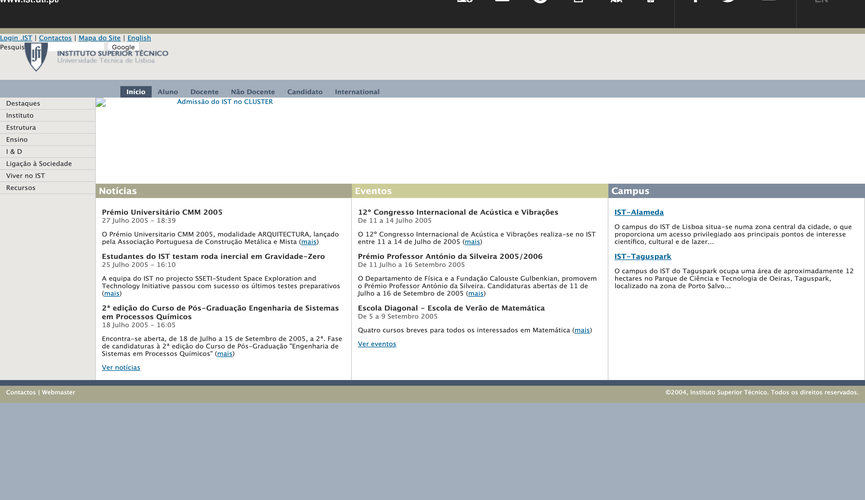 www.ist.utl.pt
EN
Login .IST | Contactos | Mapa do Site | English
Pesquis
Google
INSTITUTO SUPERIOR TÉCNICO
Universidade Técnica de Lisboa
Início Aluno Docente Não Docente Candidato International
Destaques
Instituto
Estrutura
Ensino
I & D
Ligação à Sociedade
Viver no IST
Recursos
Admissão do IST no CLUSTER
Notícias
Prémio Universitário CMM 2005
27 Julho 2005 - 18:39
O Prémio Universitario CMM 2005, modalidade ARQUITECTURA, lançado
pela Associação Portuguesa de Construção Metálica e Mista (mais)
Estudantes do IST testam roda inercial em Gravidade-Zero
25 Julho 2005 - 16:10
A equipa do IST no projecto SSETI-Student Space Exploration and
Technology Initiative passou com sucesso os últimos testes preparativos
(mais)
2ª edição do Curso de Pós-Graduação Engenharia de Sistemas
em Processos Químicos
18 Julho 2005 - 16:05
Encontra-se aberta, de 18 de Julho a 15 de Setembro de 2005, a 2ª. Fase
de candidaturas à 2ª edição do Curso de Pós-Graduação "Engenharia de
Sistemas em Processos Químicos" (mais)
Ver notícias
Eventos
12º Congresso Internacional de Acústica e Vibrações
De 11 a 14 Julho 2005
O 12º Congresso Internacional de Acústica e Vibrações realiza-se no IST
entre 11 a 14 de Julho de 2005 (mais)
Prémio Professor António da Silveira 2005/2006
De 11 Julho a 16 Setembro 2005
O Departamento de Física e a Fundação Calouste Gulbenkian, promovem
o Prémio Professor António da Silveira. Candidaturas abertas de 11 de
Julho a 16 de Setembro de 2005 (mais)
Escola Diagonal - Escola de Verão de Matemática
De 5 a 9 Setembro 2005
Quatro cursos breves para todos os interessados em Matemática (mais)
Ver eventos
Campus
IST-Alameda
O campus do IST de Lisboa situa-se numa zona central da cidade, o que
proporciona um acesso privilegiado aos principais pontos de interesse
científico, cultural e de lazer...
IST-Taguspark
O campus do IST do Taguspark ocupa uma área de aproximadamente 12
hectares no Parque de Ciência e Tecnologia de Oeiras, Taguspark,
localizado na zona de Porto Salvo...
Contactos | Webmaster
©2004, Instituto Superior Técnico. Todos os direitos reservados.